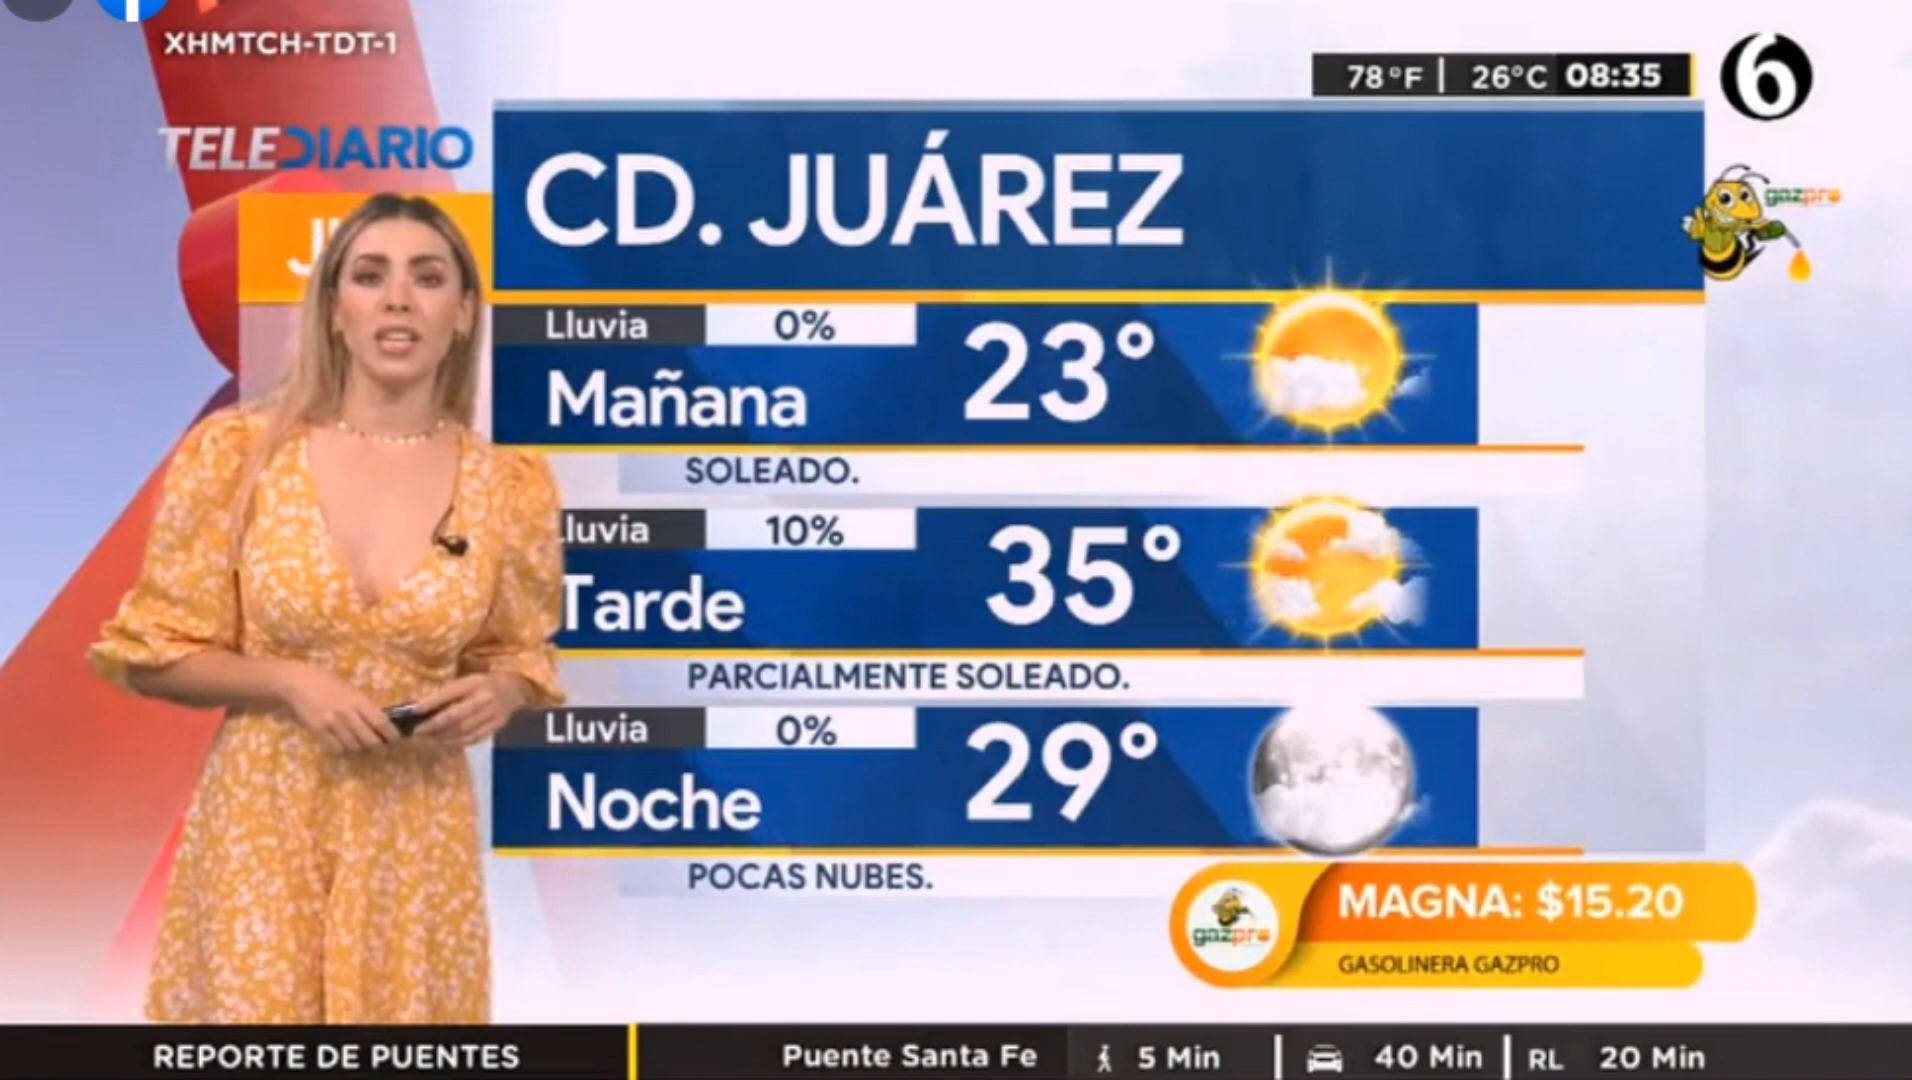 XHMTCH-TDT-1
78°F | 26°C 08:35
6
TELEDIARIO
gazpro
CD. JUÁREZ
Lluvia 0%
Mañana 23°
SOLEADO.
Lluvia 10%
Tarde 35°
PARCIALMENTE SOLEADO.
Lluvia 0%
Noche 29°
POCAS NUBES.
gazpro
MAGNA: $15.20
GASOLINERA GAZPRO
REPORTE DE PUENTES
Puente Santa Fe 5 Min | 40 Min | RL 20 Min